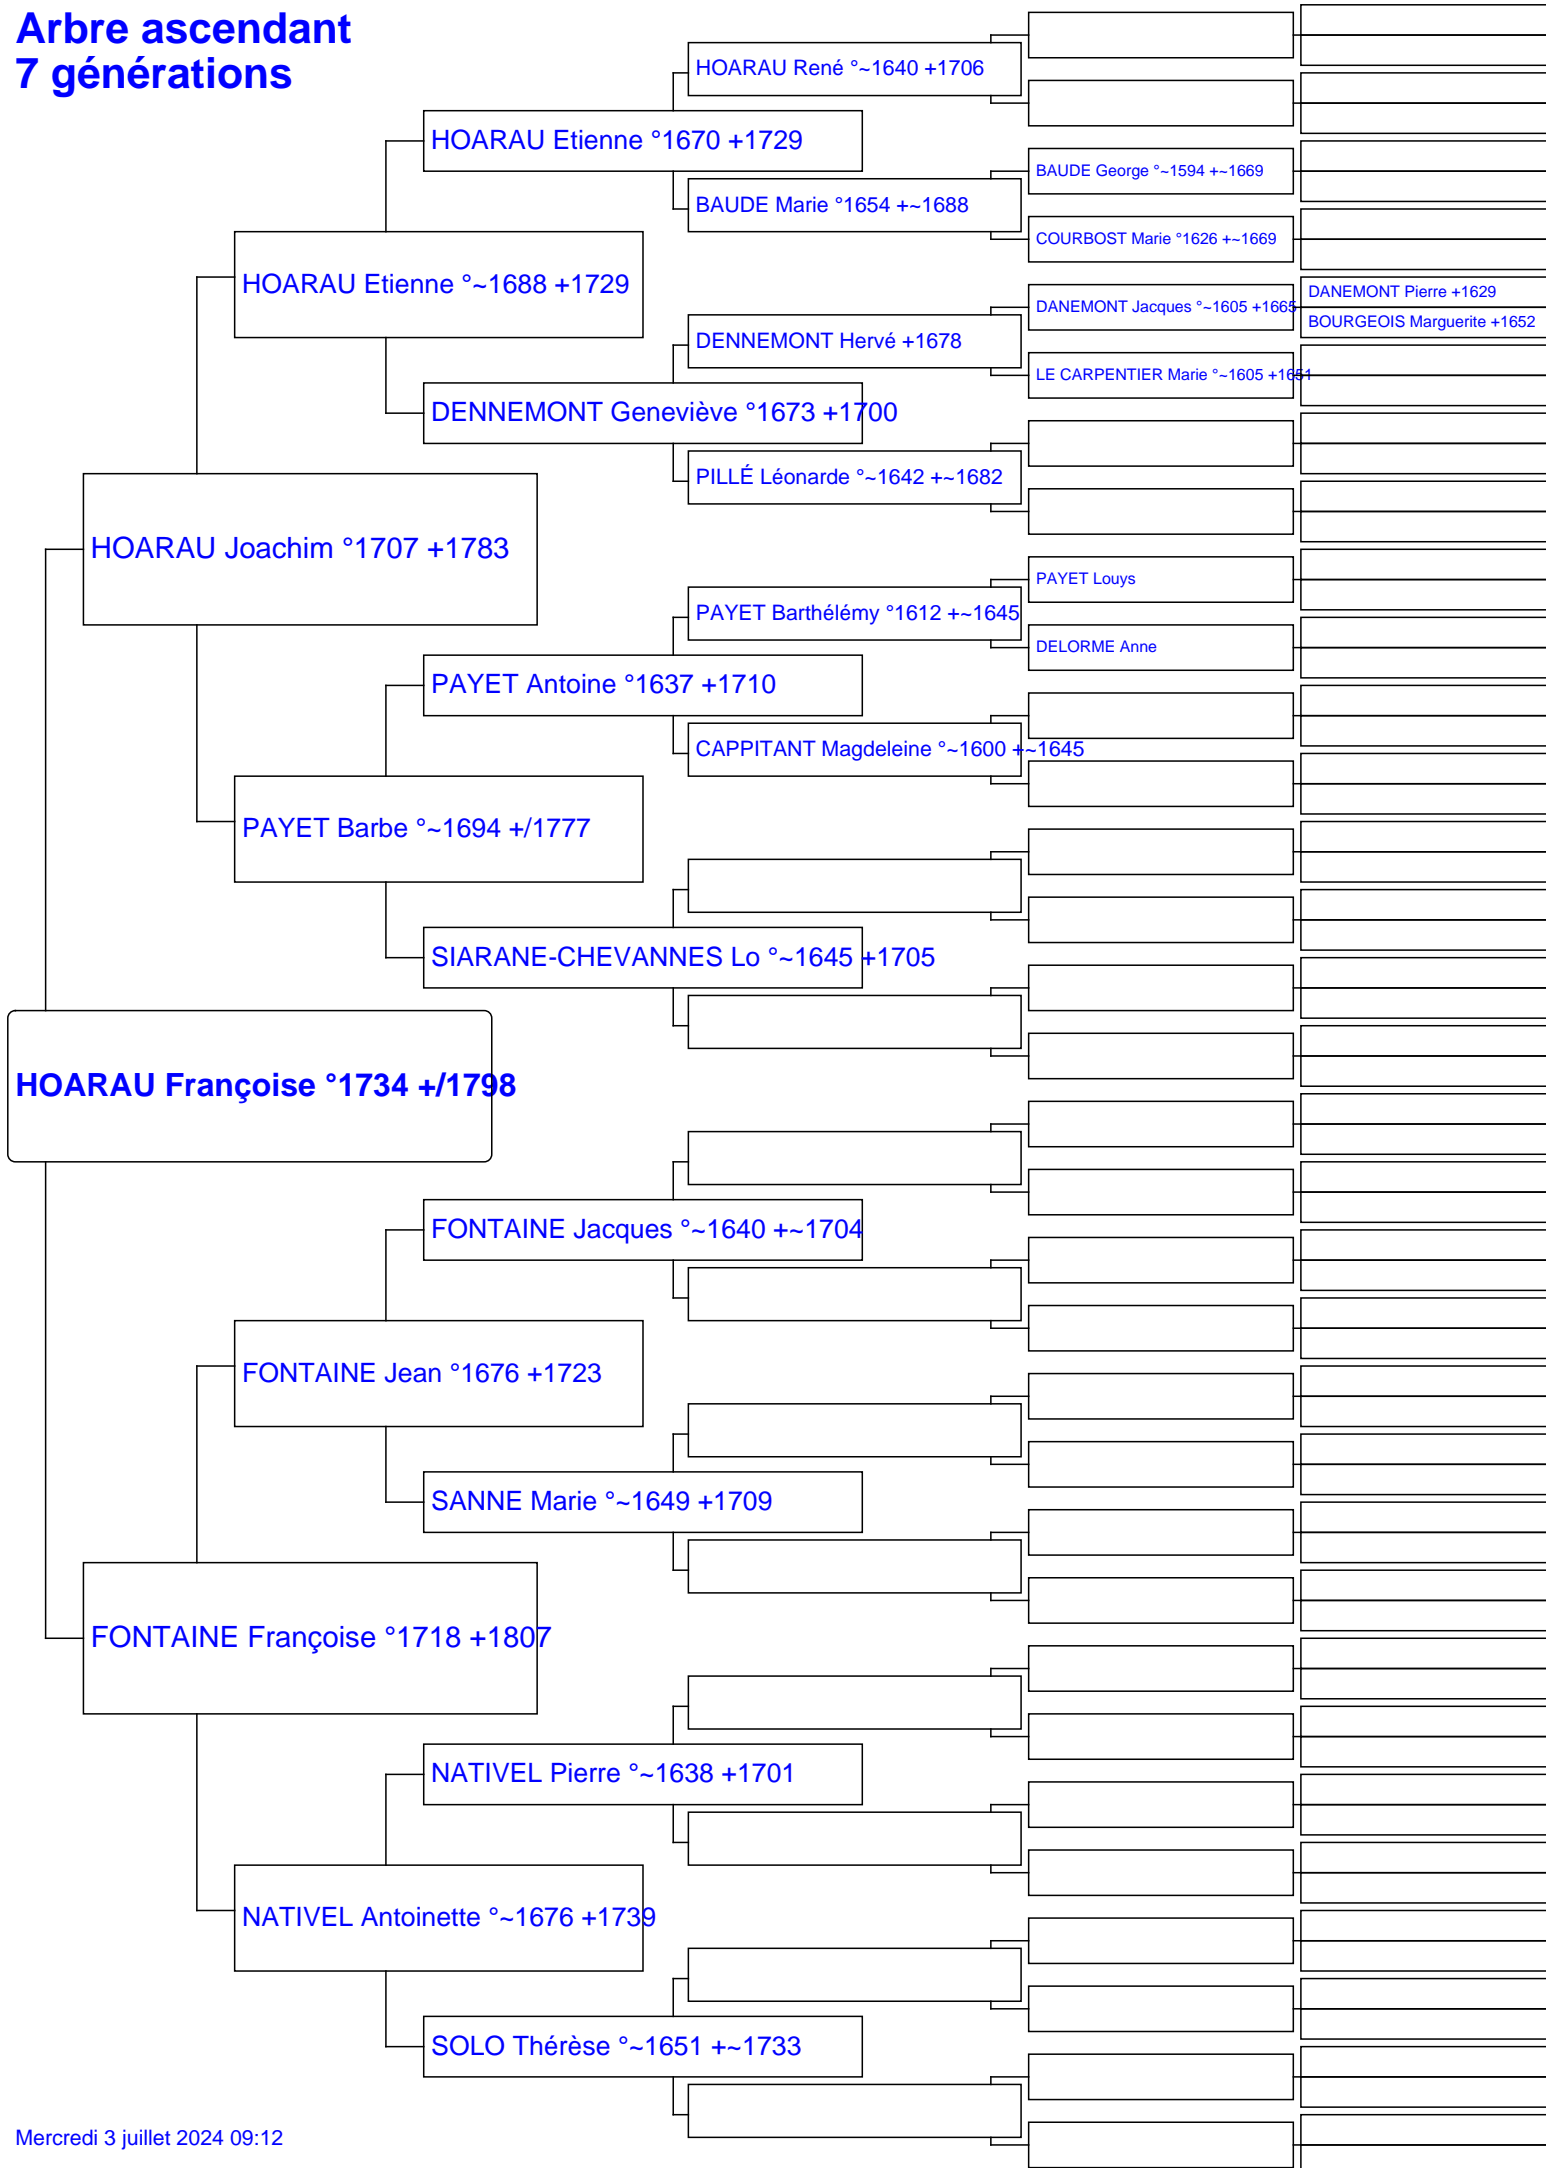 Arbre ascendant
7 générations
HOARAU René °~1640 +1706
HOARAU Etienne °1670 +1729
BAUDE George °~1594 +~1669
BAUDE Marie °1654 +~1688
COURBOST Marie °1626 +~1669
HOARAU Etienne °~1688 +1729
DANEMONT Pierre +1629
DANEMONT Jacques °~1605 +1665
BOURGEOIS Marguerite +1652
DENNEMONT Hervé +1678
LE CARPENTIER Marie °~1605 +1651
DENNEMONT Geneviève °1673 +1700
PILLÉ Léonarde °~1642 +~1682
HOARAU Joachim °1707 +1783
PAYET Louys
PAYET Barthélémy °1612 +~1645
DELORME Anne
PAYET Antoine °1637 +1710
CAPPITANT Magdeleine °~1600 +~1645
PAYET Barbe °~1694 +/1777
SIARANE-CHEVANNES Lo °~1645 +1705
HOARAU Françoise °1734 +/1798
FONTAINE Jacques °~1640 +~1704
FONTAINE Jean °1676 +1723
SANNE Marie °~1649 +1709
FONTAINE Françoise °1718 +1807
NATIVEL Pierre °~1638 +1701
NATIVEL Antoinette °~1676 +1739
SOLO Thérèse °~1651 +~1733
Mercredi 3 juillet 2024 09:12